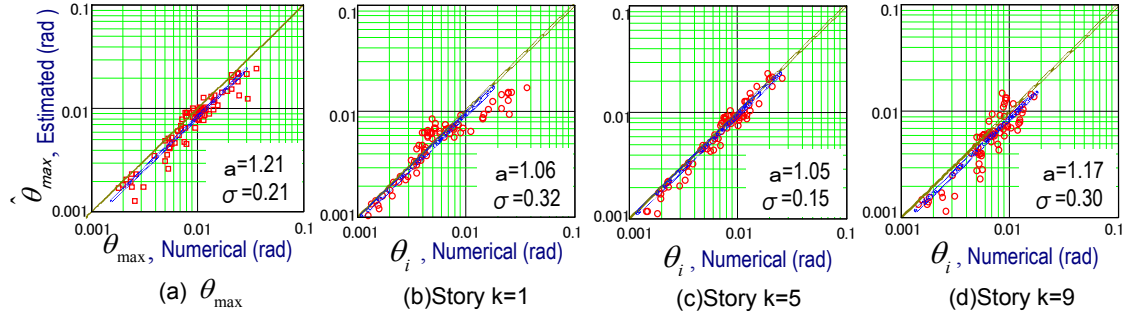 θ̂max, Estimated (rad)
0.1
0.01
0.001
a=1.21
σ=0.21
0.001 0.01 0.1
θmax, Numerical (rad)
(a) θmax
0.1
0.01
0.001
a=1.06
σ=0.32
0.001 0.01 0.1
θi , Numerical (rad)
(b)Story k=1
0.1
0.01
0.001
a=1.05
σ=0.15
0.001 0.01 0.1
θi , Numerical (rad)
(c)Story k=5
0.1
0.01
0.001
a=1.17
σ=0.30
0.001 0.01 0.1
θi , Numerical (rad)
(d)Story k=9